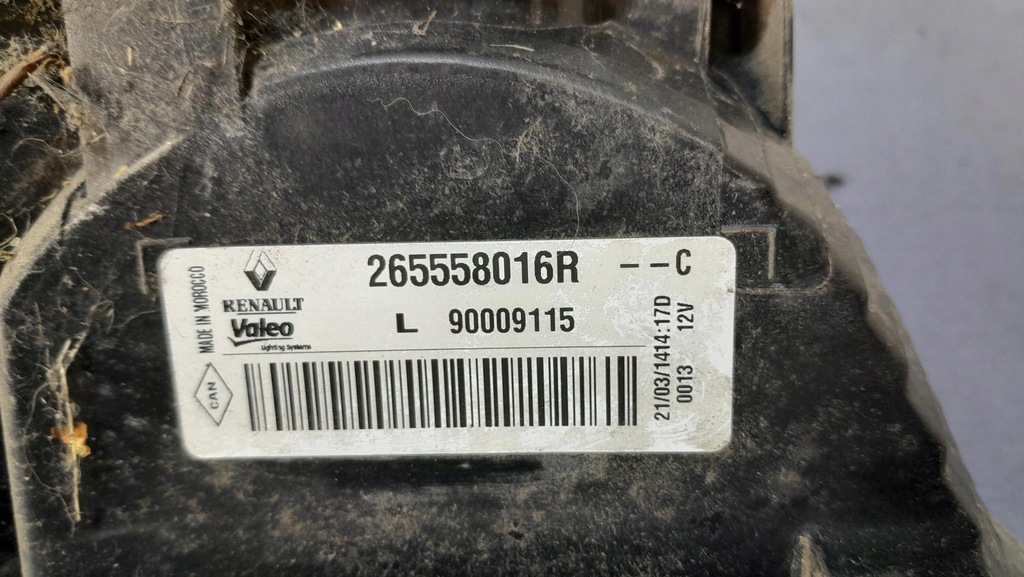 MADE IN MOROCCO
RENAULT
Valeo
Lighting Systems
265558016R --C
L 90009115
CAN
21/03/1414:17D
0013 12V